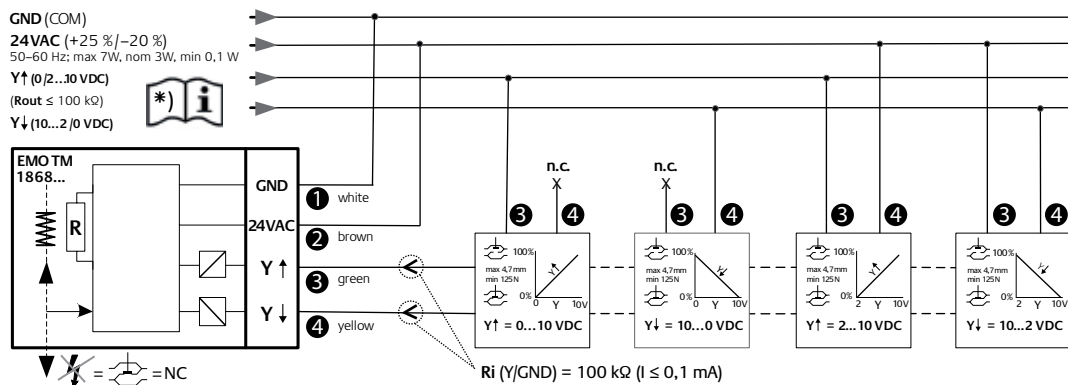 GND (COM)
24VAC (+25 %/–20 %)
50–60 Hz; max 7W, nom 3W, min 0,1 W
Y↑ (0/2...10 VDC)
(Rout ≤ 100 kΩ)
Y↓ (10...2/0 VDC)
*) i
EMO TM
1868...
R
GND
24VAC
Y ↑
Y ↓
1 white
2 brown
3 green
4 yellow
= = NC
n.c.
X
3 4
100%
max 4,7mm
min 125N
0%
Y↑
0 Y 10V
Y↑ = 0...10 VDC
n.c.
X
3 4
100%
max 4,7mm
min 125N
0%
Y↓
0 Y 10V
Y↓ = 10...0 VDC
3 4
100%
max 4,7mm
min 125N
0%
Y↑
2 Y 10V
Y↑ = 2...10 VDC
3 4
100%
max 4,7mm
min 125N
0%
Y↓
2 Y 10V
Y↓ = 10...2 VDC
Ri (Y/GND) = 100 kΩ (I ≤ 0,1 mA)